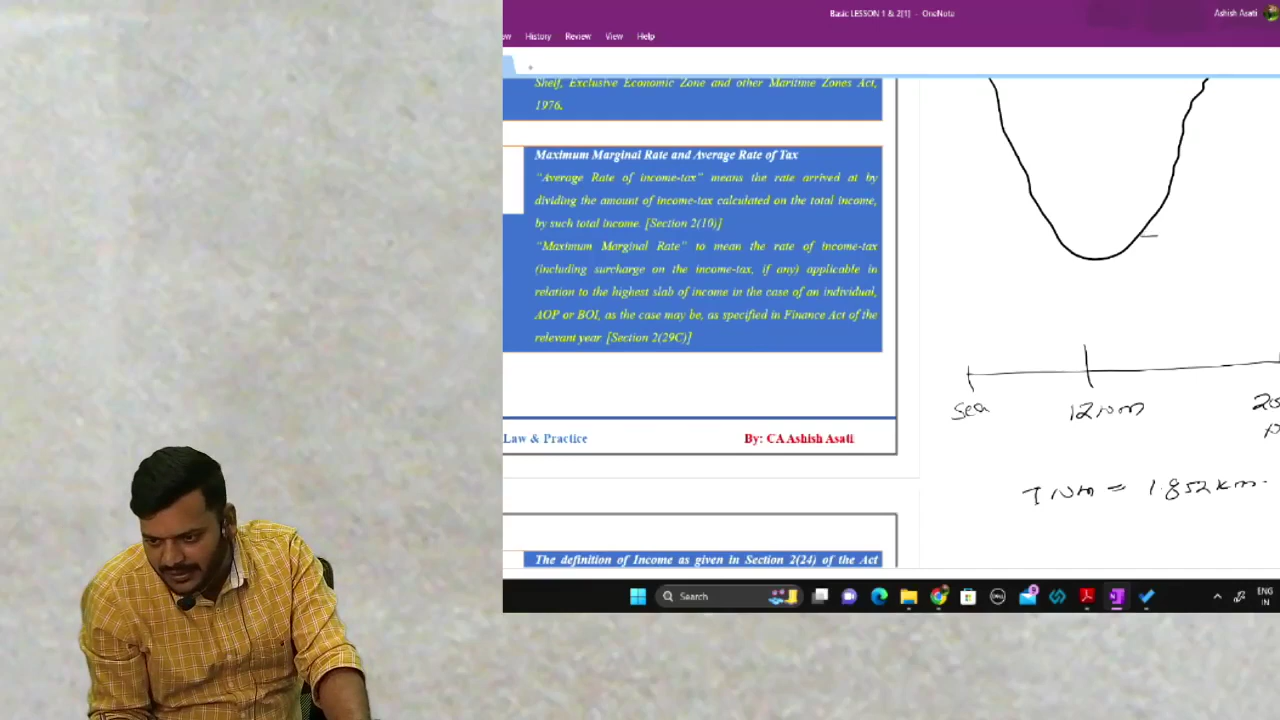 Basic LESSON 1 & 2[1] - OneNote
Ashish Asati
History Review View Help
Shelf, Exclusive Economic Zone and other Maritime Zones Act,
1976.
Maximum Marginal Rate and Average Rate of Tax
“Average Rate of income-tax” means the rate arrived at by
dividing the amount of income-tax calculated on the total income,
by such total income. [Section 2(10)]
“Maximum Marginal Rate” to mean the rate of income-tax
(including surcharge on the income-tax, if any) applicable in
relation to the highest slab of income in the case of an individual,
AOP or BOI, as the case may be, as specified in Finance Act of the
relevant year [Section 2(29C)]
Law & Practice
By: CA Ashish Asati
The definition of Income as given in Section 2(24) of the Act
sea 12 nm
1 nm = 1.852 km.
Search
ENG
IN